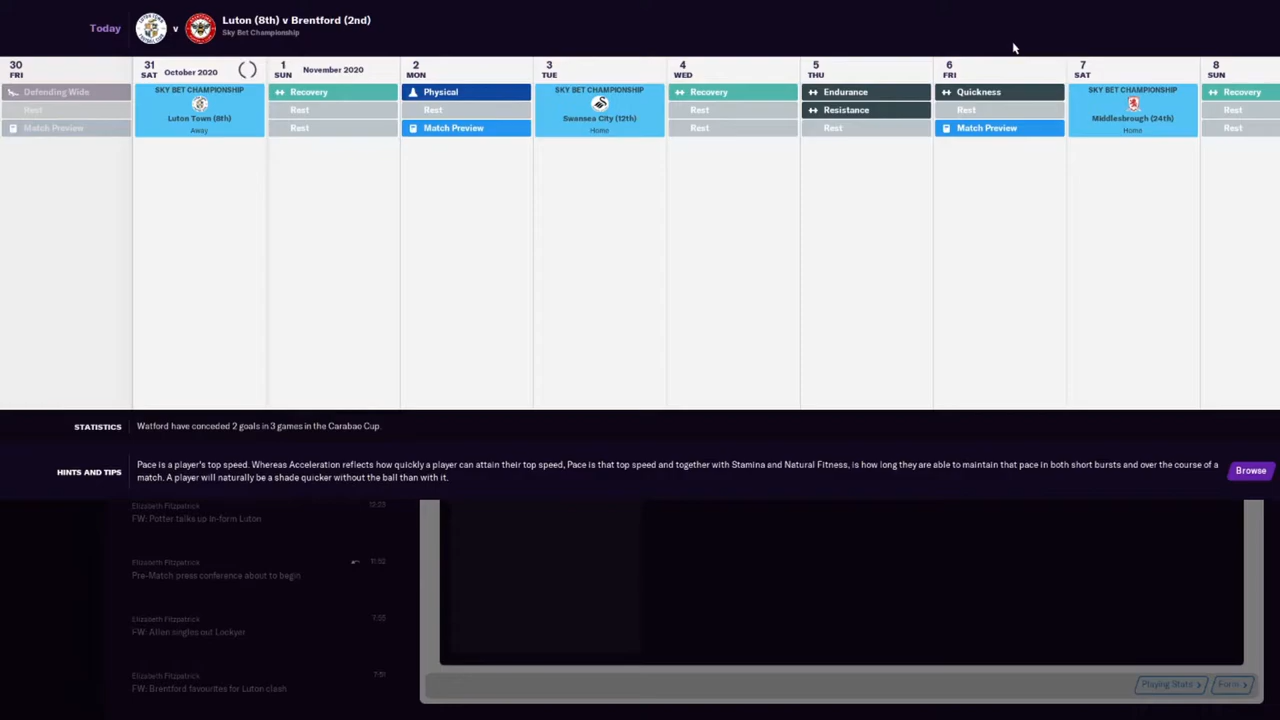 Today
v
Luton (8th) v Brentford (2nd)
Sky Bet Championship
30
FRI
Defending Wide
Rest
Match Preview
31
SAT
October 2020
SKY BET CHAMPIONSHIP
Luton Town (8th)
Away
1
SUN
November 2020
Recovery
Rest
Rest
2
MON
Physical
Rest
Match Preview
3
TUE
SKY BET CHAMPIONSHIP
Swansea City (12th)
Home
4
WED
Recovery
Rest
Rest
5
THU
Endurance
Resistance
Rest
6
FRI
Quickness
Rest
Match Preview
7
SAT
SKY BET CHAMPIONSHIP
Middlesbrough (24th)
Home
8
SUN
Recovery
Rest
Rest
STATISTICS
Watford have conceded 2 goals in 3 games in the Carabao Cup.
HINTS AND TIPS
Pace is a player's top speed. Whereas Acceleration reflects how quickly a player can attain their top speed, Pace is that top speed and together with Stamina and Natural Fitness, is how long they are able to maintain that pace in both short bursts and over the course of a
match. A player will naturally be a shade quicker without the ball than with it.
Browse
Elizabeth Fitzpatrick
FW: Potter talks up in-form Luton
Elizabeth Fitzpatrick
11:52
Pre-Match press conference about to begin
Elizabeth Fitzpatrick
7:55
FW: Allen singles out Lockyer
Elizabeth Fitzpatrick
7:51
FW: Brentford favourites for Luton clash
Playing State >
Form >